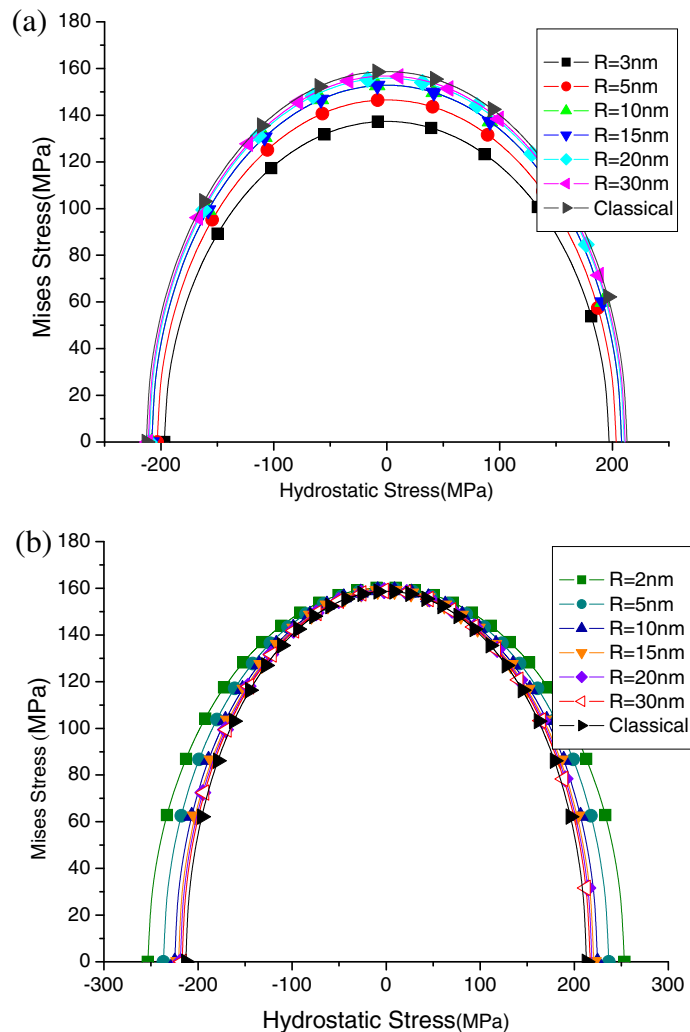 (a)
180
160
140
120
100
80
60
40
20
0
Mises Stress(MPa)
-200 -100 0 100 200
Hydrostatic Stress(MPa)
R=3nm
R=5nm
R=10nm
R=15nm
R=20nm
R=30nm
Classical
(b)
180
160
140
120
100
80
60
40
20
0
Mises Stress(MPa)
-300 -200 -100 0 100 200 300
Hydrostatic Stress(MPa)
R=2nm
R=5nm
R=10nm
R=15nm
R=20nm
R=30nm
Classical